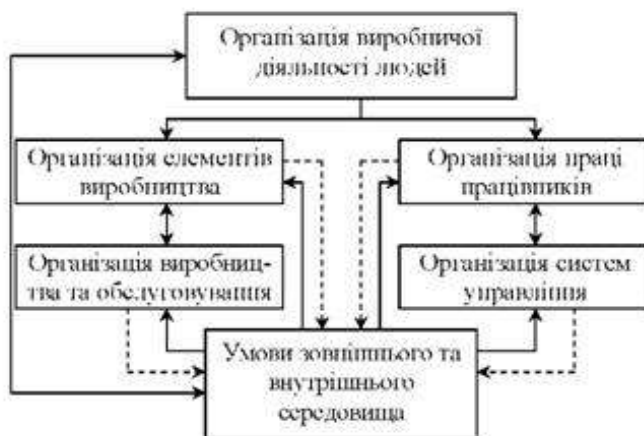 Організація виробничої
діяльності людей
Організація елементів
виробництва
Організація праці
працівників
Організація виробниц-
тва та обслуговування
Організація систем
управління
Умови зовнішнього та
внутрішнього
середовища